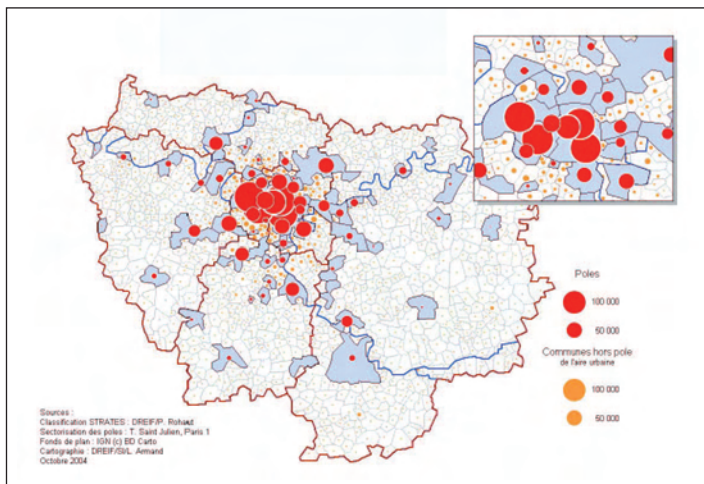 Poles
100 000
50 000
Communes hors pole
de l'aire urbaine
100 000
50 000
Sources :
Classification STRATES : DREIF/P. Rohaut
Sectorisation des poles : T. Saint Julien, Paris 1
Fonds de plan : IGN (c) BD Carto
Cartographie : DREIF/SI/L. Armand
Octobre 2004